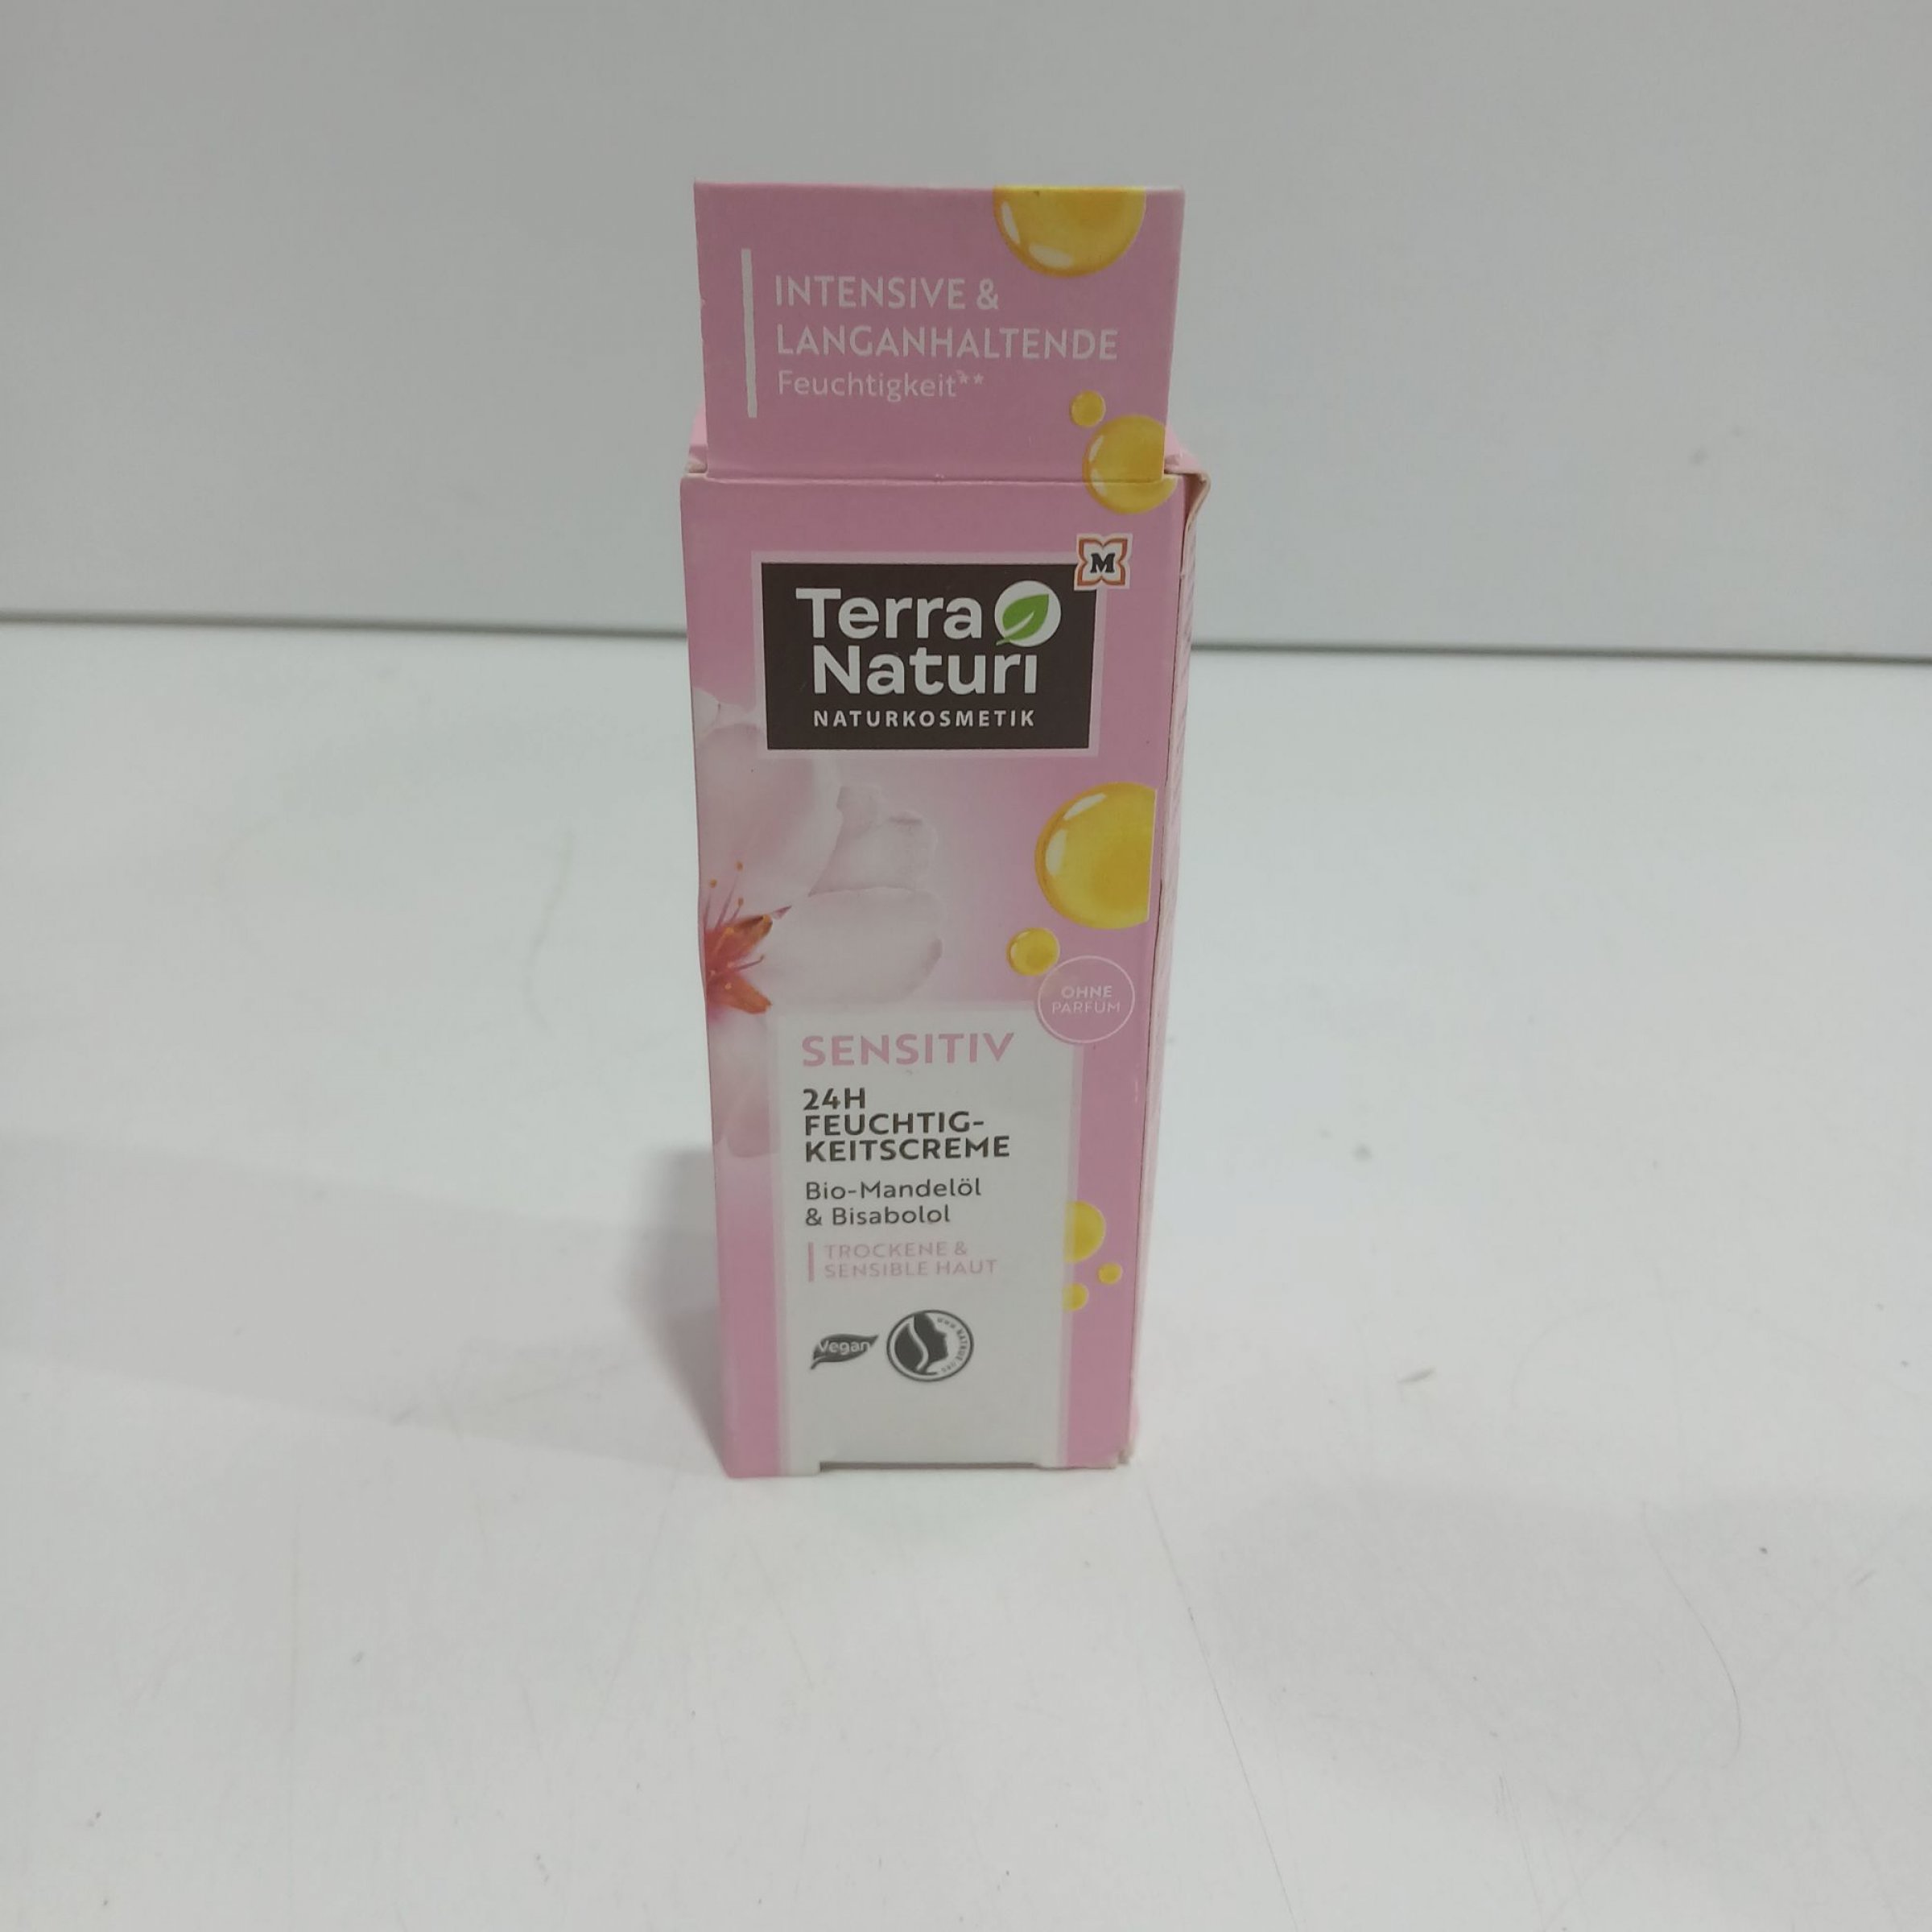 INTENSIVE &
LANGANHALTENDE
Feuchtigkeit**
M
Terra
Naturi
NATURKOSMETIK
OHNE
PARFUM
SENSITIV
24H
FEUCHTIG-
KEITSCREME
Bio-Mandelöl
& Bisabolol
TROCKENE &
SENSIBLE HAUT
Vegan